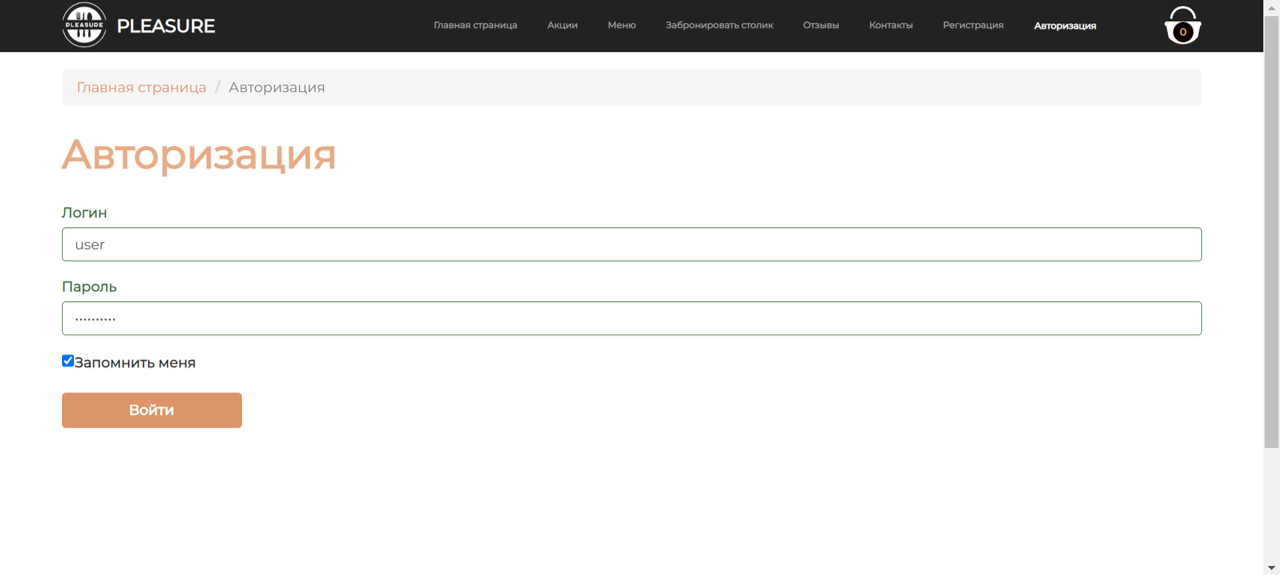 PLEASURE
PLEASURE
Главная страница
Акции
Меню
Забронировать столик
Отзывы
Контакты
Регистрация
Авторизация
0
Главная страница / Авторизация
Авторизация
Логин
user
Пароль
••••••••••
Запомнить меня
Войти